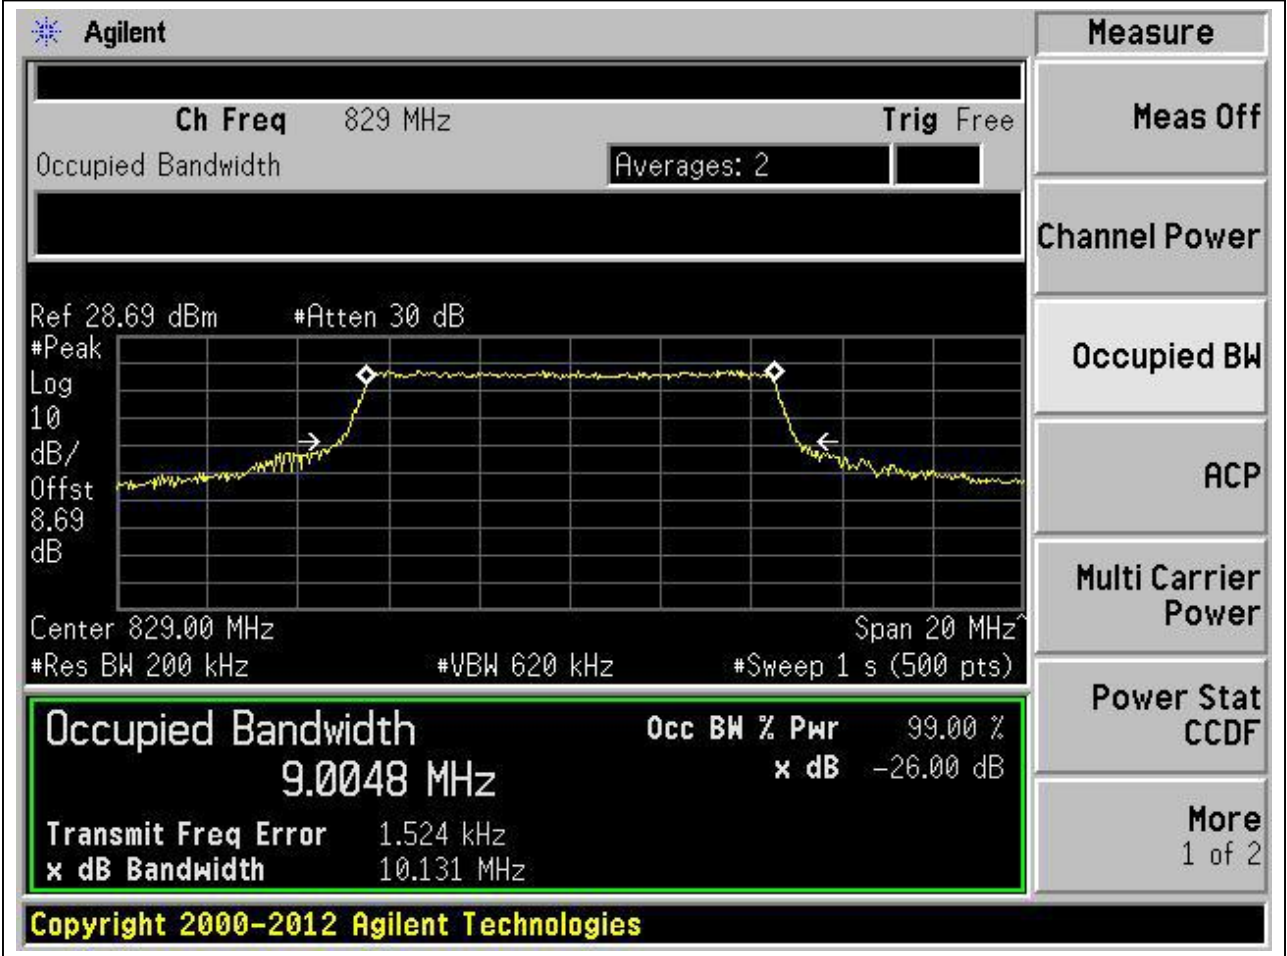 Agilent
Measure
Ch Freq 829 MHz Trig Free
Occupied Bandwidth Averages: 2
Meas Off
Channel Power
Ref 28.69 dBm #Atten 30 dB
#Peak
Log
10
dB/
Offst
8.69
dB
Occupied BW
ACP
Center 829.00 MHz Span 20 MHz^
#Res BW 200 kHz #VBW 620 kHz #Sweep 1 s (500 pts)
Multi Carrier
Power
Occupied Bandwidth Occ BW % Pwr 99.00 %
9.0048 MHz x dB -26.00 dB
Transmit Freq Error 1.524 kHz
x dB Bandwidth 10.131 MHz
Power Stat
CCDF
More
1 of 2
Copyright 2000-2012 Agilent Technologies